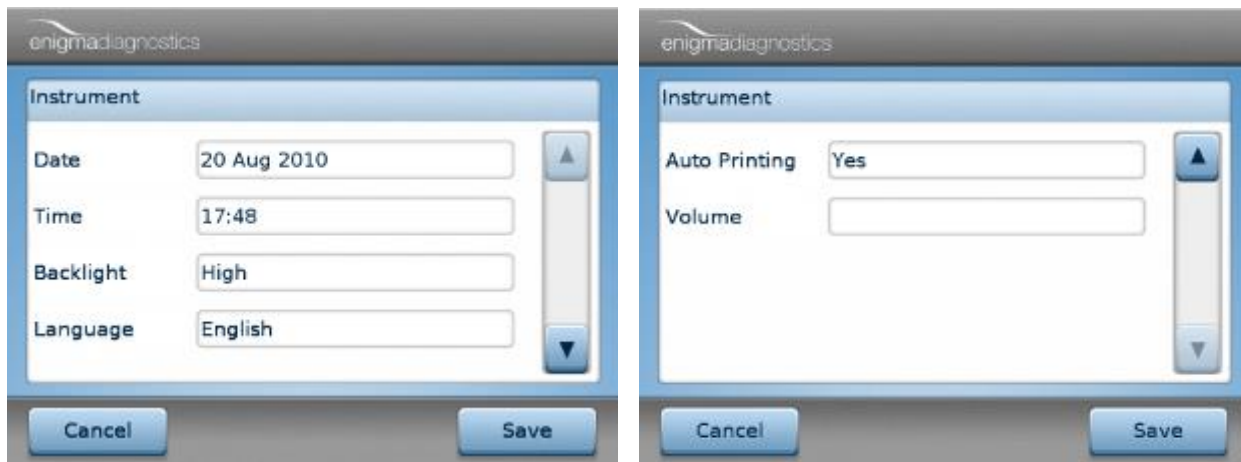 enigmadiagnostics
Instrument
Date 20 Aug 2010
Time 17:48
Backlight High
Language English
Cancel Save
enigmadiagnostics
Instrument
Auto Printing Yes
Volume
Cancel Save